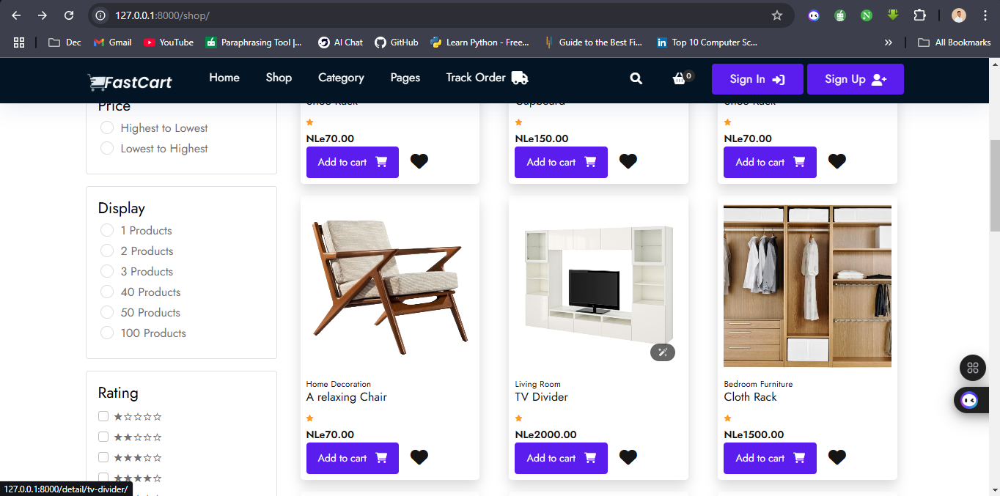 127.0.0.1:8000/shop/
Dec
Gmail
YouTube
Paraphrasing Tool |...
AI Chat
GitHub
Learn Python - Free...
Guide to the Best Fi...
Top 10 Computer Sc...
All Bookmarks
FastCart
Home
Shop
Category
Pages
Track Order
0
Sign In
Sign Up
Price
Highest to Lowest
Lowest to Highest
Display
1 Products
2 Products
3 Products
40 Products
50 Products
100 Products
Rating
Shoe Rack
NLe70.00
Add to cart
Cupboard
NLe150.00
Add to cart
Shoe Rack
NLe70.00
Add to cart
Home Decoration
A relaxing Chair
NLe70.00
Add to cart
Living Room
TV Divider
NLe2000.00
Add to cart
Bedroom Furniture
Cloth Rack
NLe1500.00
Add to cart
127.0.0.1:8000/detail/tv-divider/